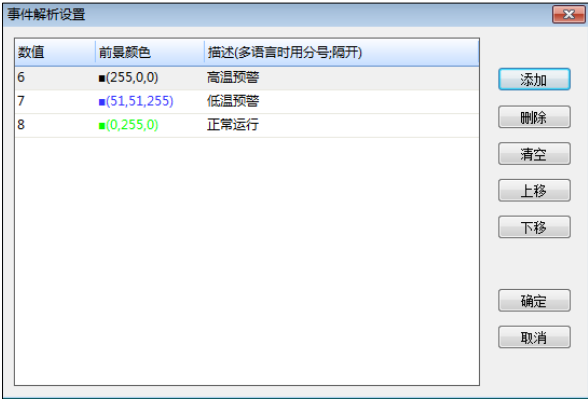 事件解析设置
数值 前景颜色 描述(多语言时用分号;隔开)
6 ■(255,0,0) 高温预警
7 ■(51,51,255) 低温预警
8 ■(0,255,0) 正常运行
添加
删除
清空
上移
下移
确定
取消